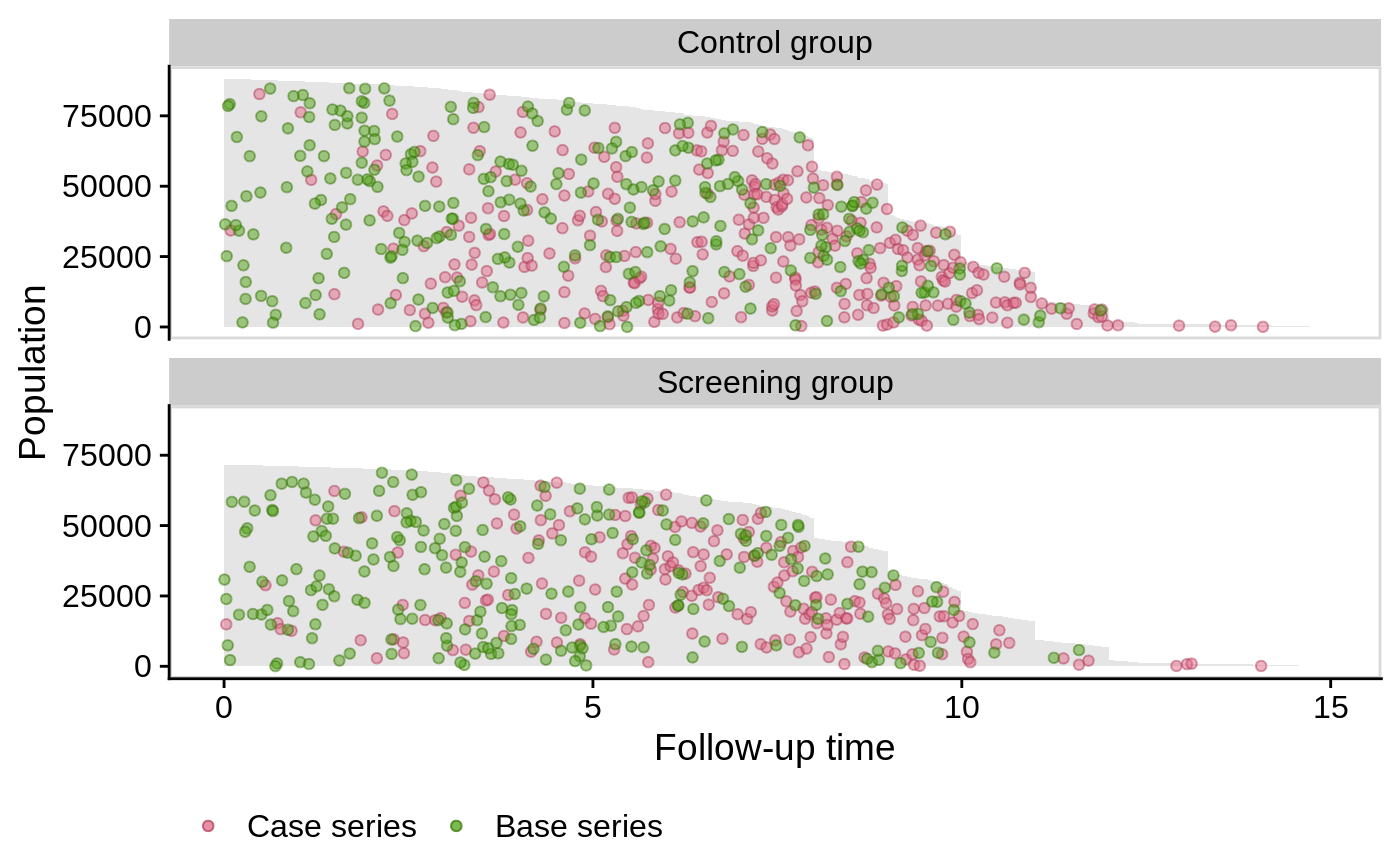 Control group
75000
50000
25000
0
Population
Screening group
75000
50000
25000
0
0 5 10 15
Follow-up time
Case series Base series